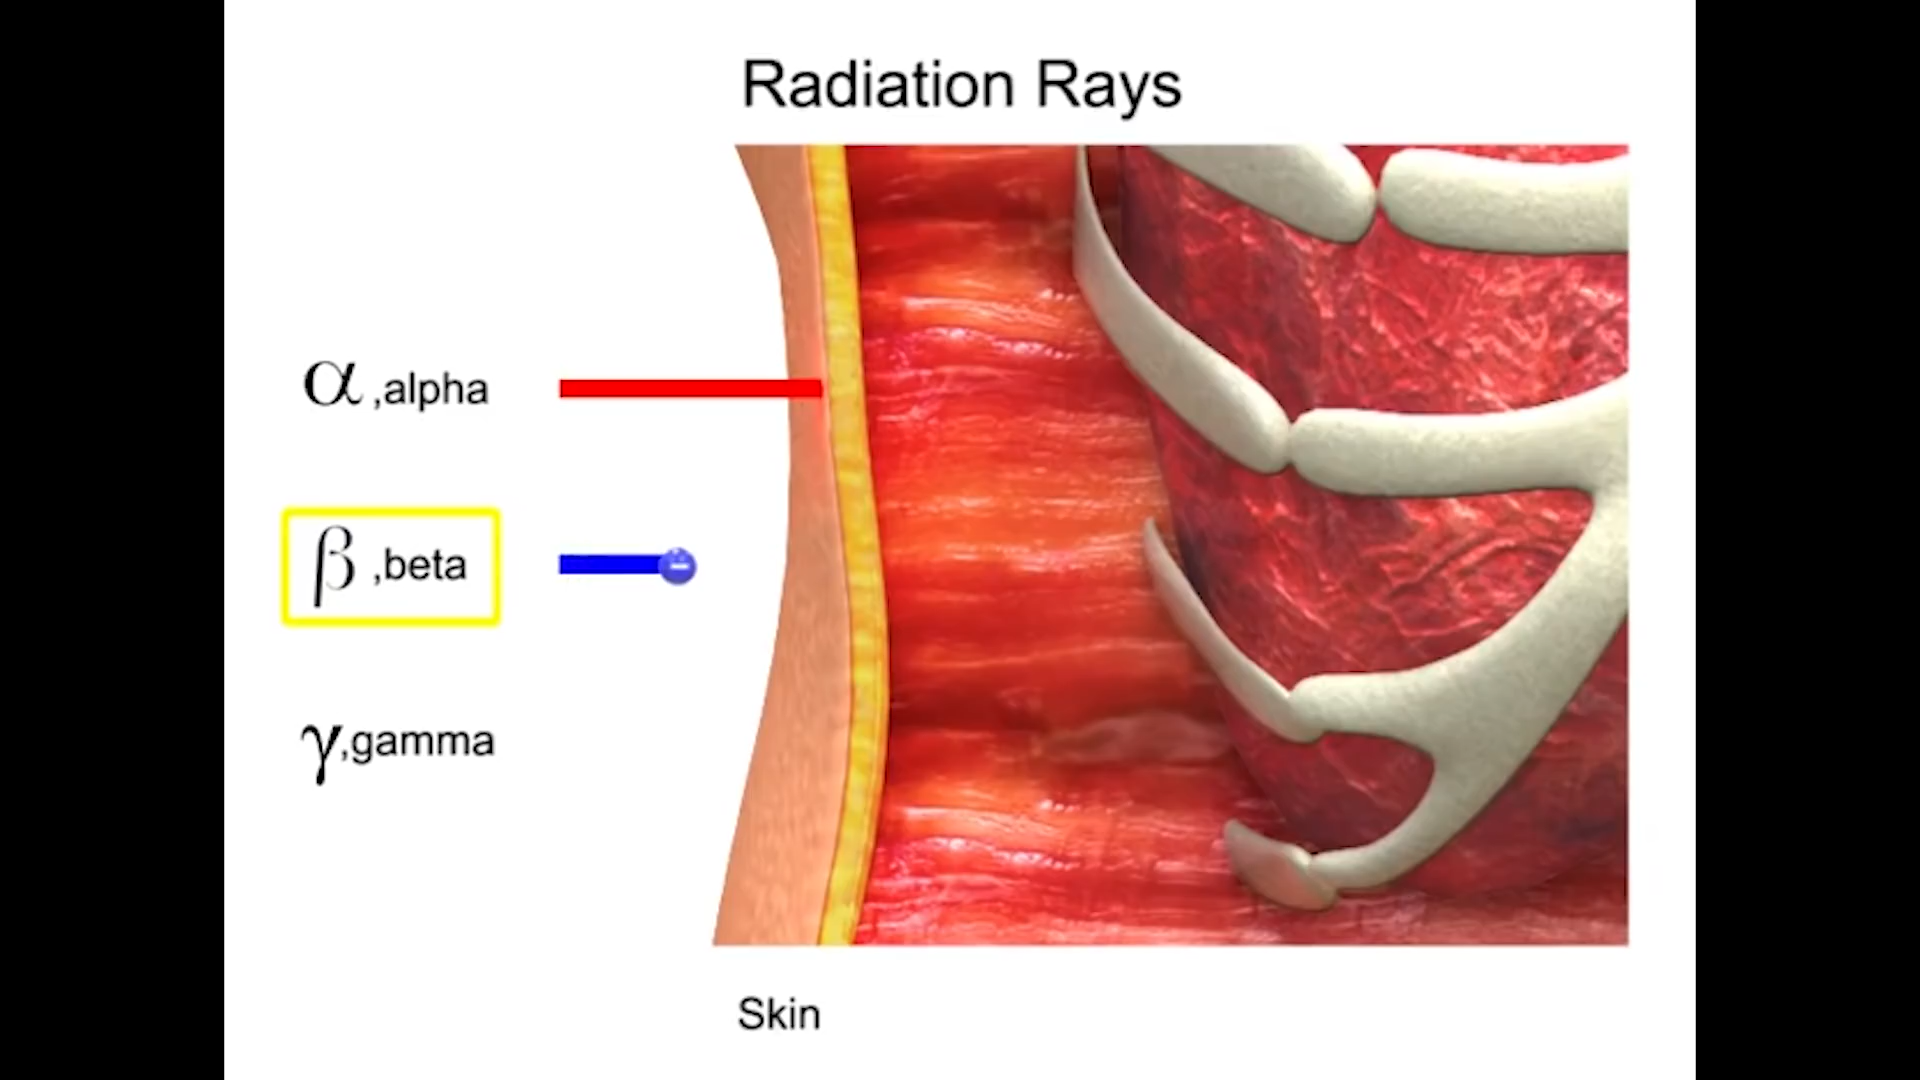 Radiation Rays
α ,alpha
β ,beta
γ,gamma
Skin